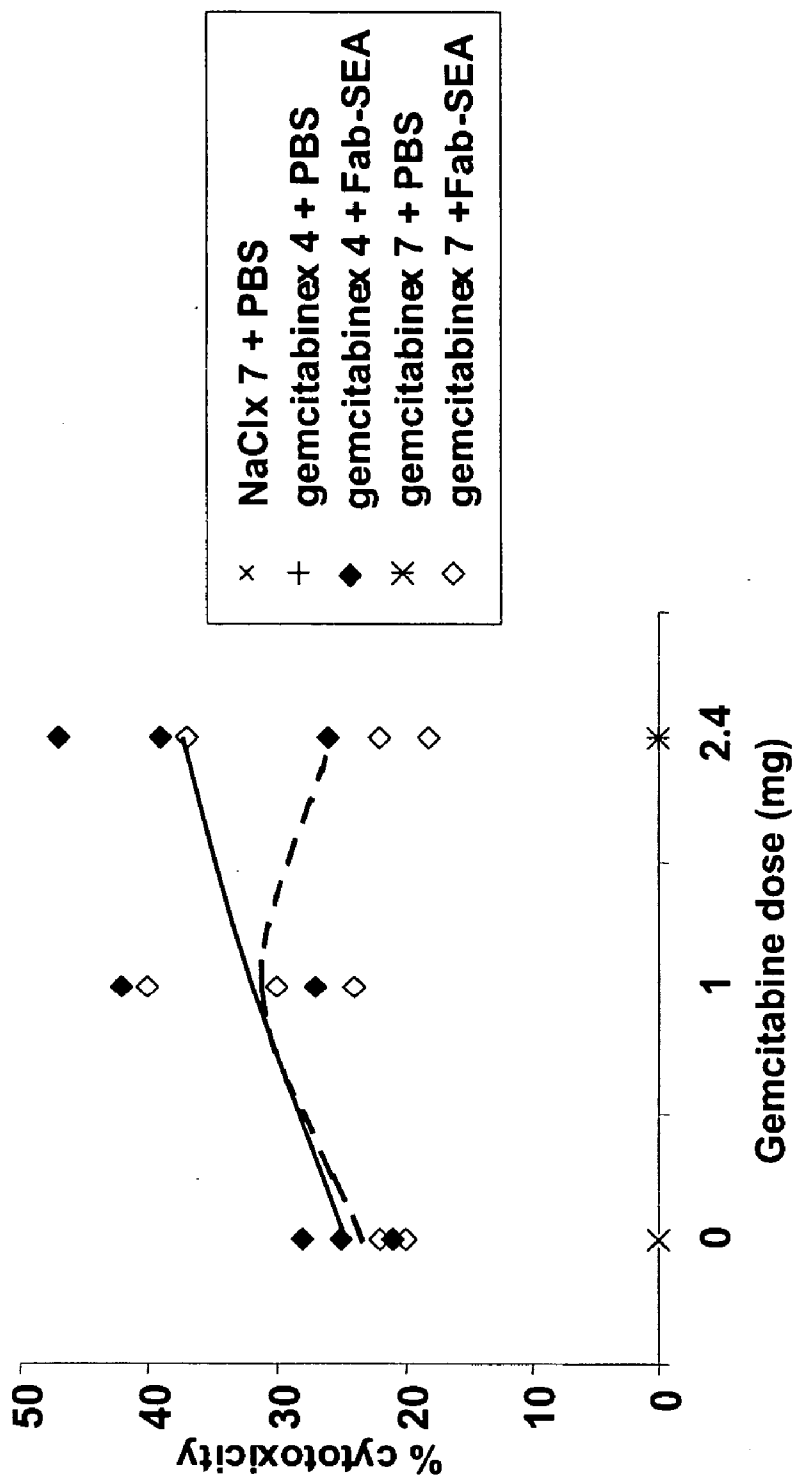 % cytotoxicity
50
40
30
20
10
0
0
1
2.4
Gemcitabine dose (mg)
NaClx 7 + PBS
gemcitabinex 4 + PBS
gemcitabinex 4 +Fab-SEA
gemcitabinex 7 + PBS
gemcitabinex 7 +Fab-SEA